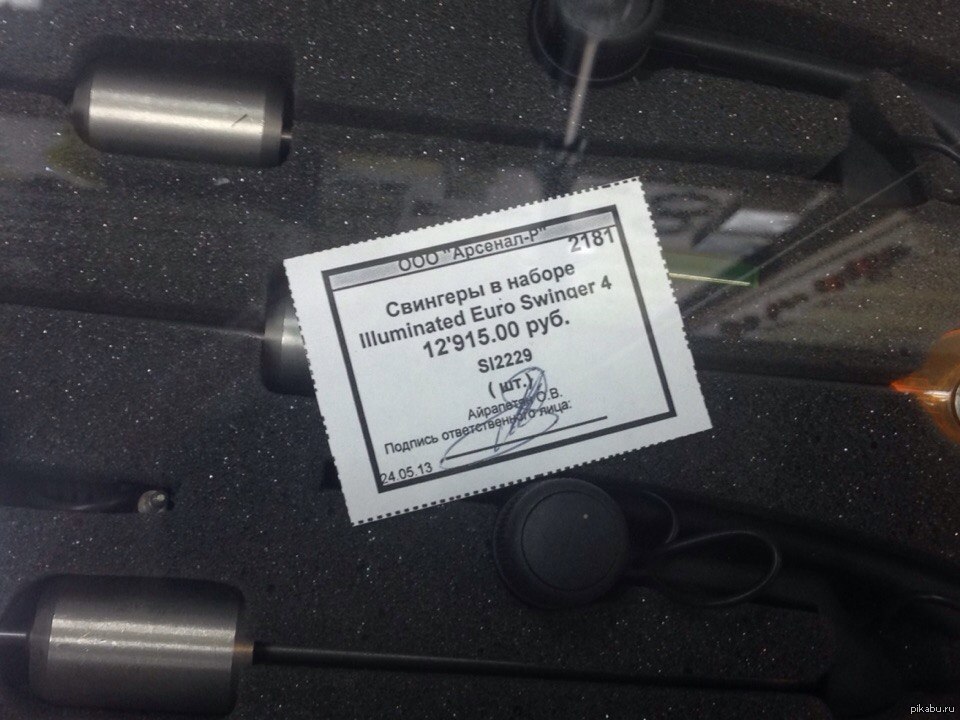 ООО "Арсенал-Р"
2181
Свингеры в наборе
Illuminated Euro Swinger 4
12'915.00 руб.
SI2229
( шт.)
Айрапетян О.В.
Подпись ответственного лица:
24.05.13
pikabu.ru